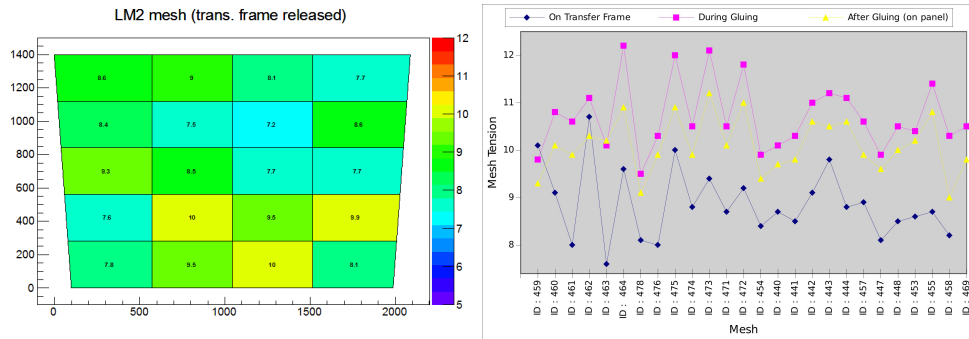 LM2 mesh (trans. frame released)
1400
1200
1000
800
600
400
200
0
8.6 9 8.1 7.7
8.4 7.5 7.2 8.6
9.3 8.5 7.7 7.7
7.6 10 9.5 9.9
7.8 9.5 10 8.1
0 500 1000 1500 2000
12
11
10
9
8
7
6
5
On Transfer Frame During Gluing After Gluing (on panel)
Mesh Tension
12
11
10
9
8
ID : 459
ID : 460
ID : 461
ID : 462
ID : 463
ID : 464
ID : 478
ID : 476
ID : 475
ID : 474
ID : 473
ID : 471
ID : 472
ID : 454
ID : 440
ID : 441
ID : 442
ID : 443
ID : 444
ID : 457
ID : 447
ID : 448
ID : 453
ID : 455
ID : 458
ID : 469
Mesh